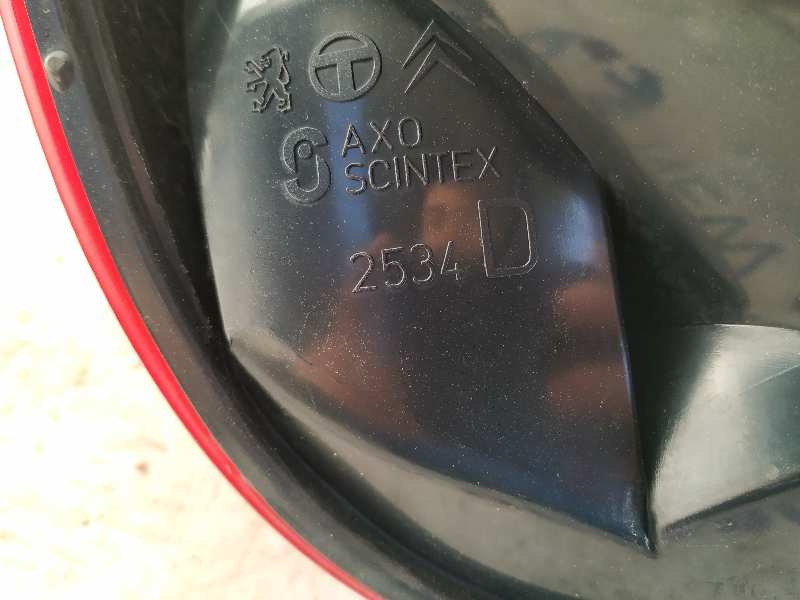 AXO
SCINTEX
2534 D